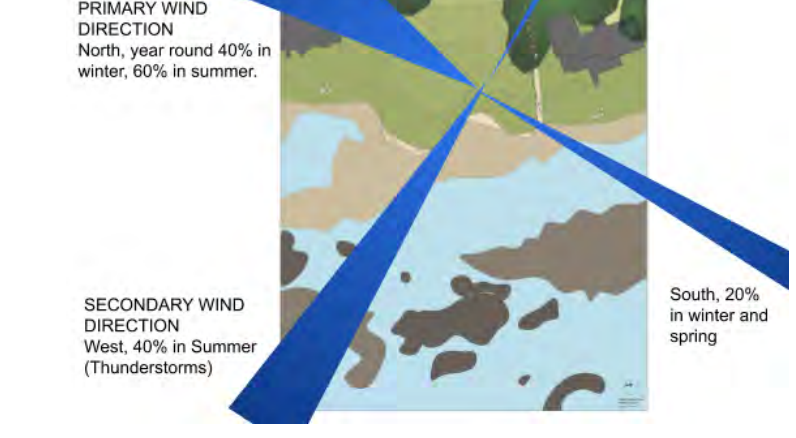 PRIMARY WIND
DIRECTION
North, year round 40% in
winter, 60% in summer.
SECONDARY WIND
DIRECTION
West, 40% in Summer
(Thunderstorms)
South, 20%
in winter and
spring